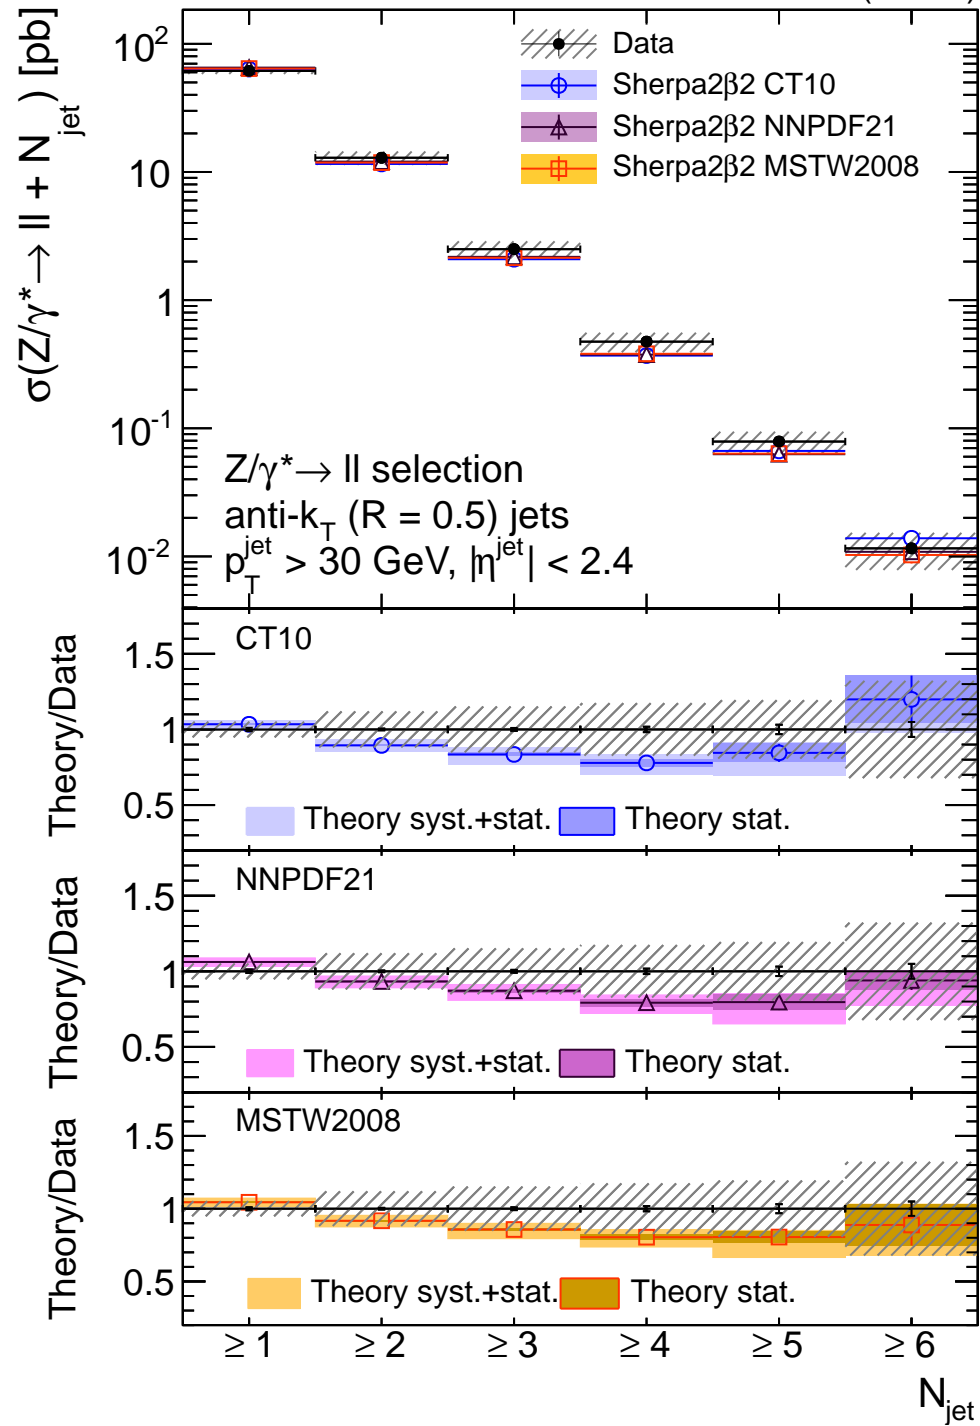 σ(Z/γ*→ ll + N_jet) [pb]
10^2
10
1
10^-1
10^-2
Data
Sherpa2β2 CT10
Sherpa2β2 NNPDF21
Sherpa2β2 MSTW2008
Z/γ*→ ll selection
anti-k_T (R = 0.5) jets
p_T^jet > 30 GeV, |η^jet| < 2.4
Theory/Data
CT10
1.5
1
0.5
Theory syst.+stat. Theory stat.
Theory/Data
NNPDF21
1.5
1
0.5
Theory syst.+stat. Theory stat.
Theory/Data
MSTW2008
1.5
1
0.5
Theory syst.+stat. Theory stat.
≥ 1 ≥ 2 ≥ 3 ≥ 4 ≥ 5 ≥ 6
N_jet